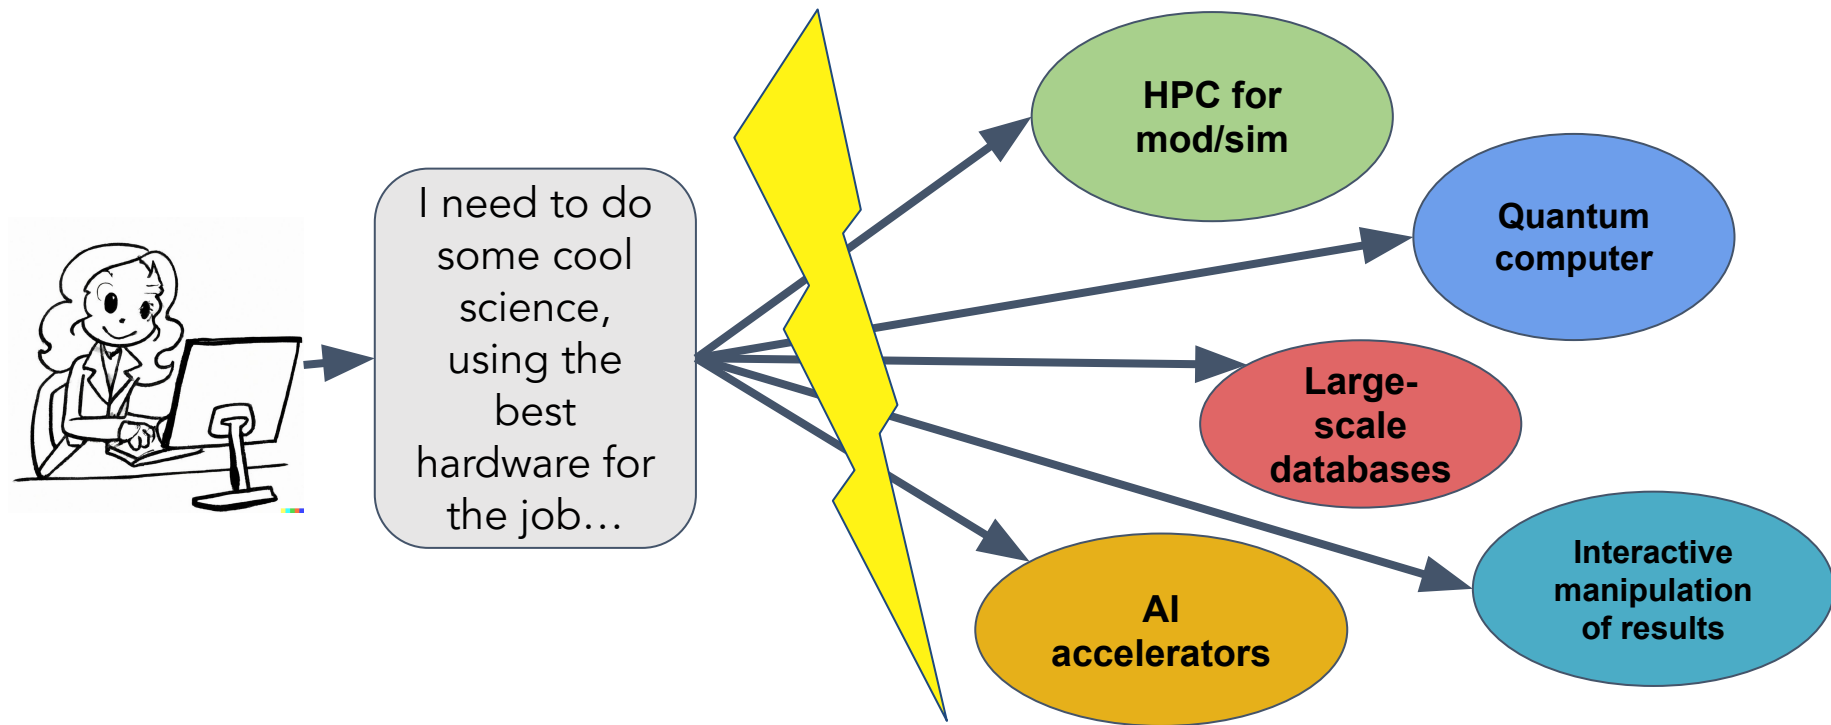 I need to do
some cool
science,
using the
best
hardware for
the job…
HPC for
mod/sim
Quantum
computer
Large-
scale
databases
Interactive
manipulation
of results
AI
accelerators